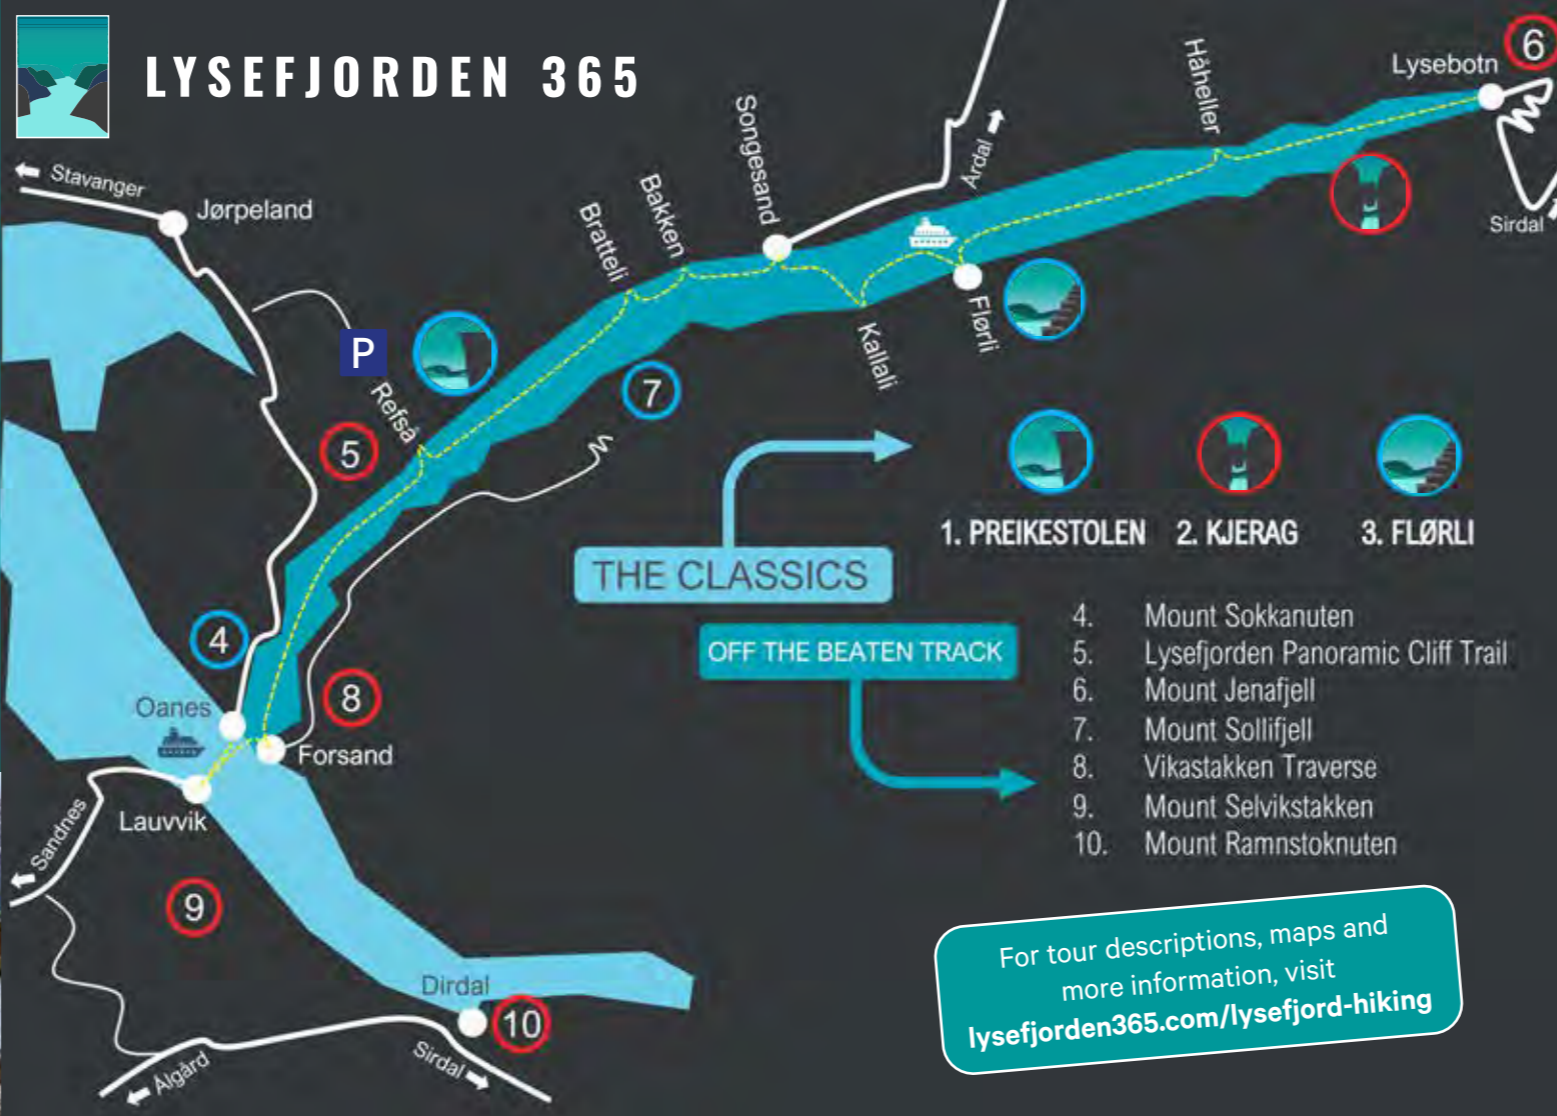 LYSEFJORDEN 365
Stavanger
Jørpeland
Bratteli
Bakken
Songesand
Årdal
Håheller
Lysebotn
6
Sirdal
P
Refså
5
7
Kallali
Flørli
4
Oanes
8
Forsand
Lauvvik
Sandnes
9
Dirdal
10
Ålgård
Sirdal
THE CLASSICS
1. PREIKESTOLEN
2. KJERAG
3. FLØRLI
OFF THE BEATEN TRACK
4. Mount Sokkanuten
5. Lysefjorden Panoramic Cliff Trail
6. Mount Jenafjell
7. Mount Sollifjell
8. Vikastakken Traverse
9. Mount Selvikstakken
10. Mount Ramnstoknuten
For tour descriptions, maps and
more information, visit
lysefjorden365.com/lysefjord-hiking